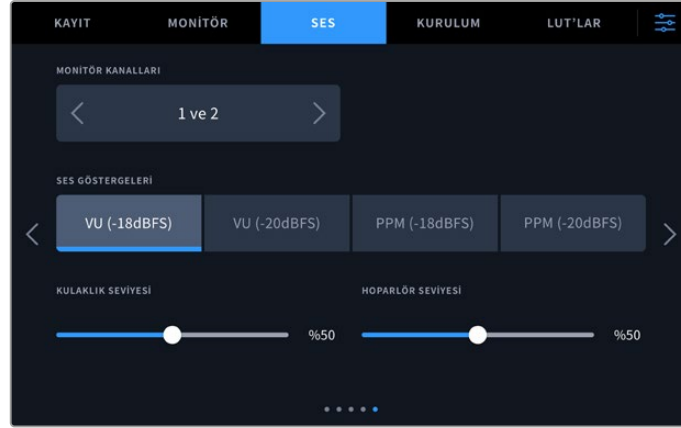 KAYIT MONİTÖR SES KURULUM LUT'LAR
MONİTÖR KANALLARI
1 ve 2
SES GÖSTERGELERİ
VU (-18dBFS) VU (-20dBFS) PPM (-18dBFS) PPM (-20dBFS)
KULAKLIK SEVİYESİ HOPARLÖR SEVİYESİ
%50 %50